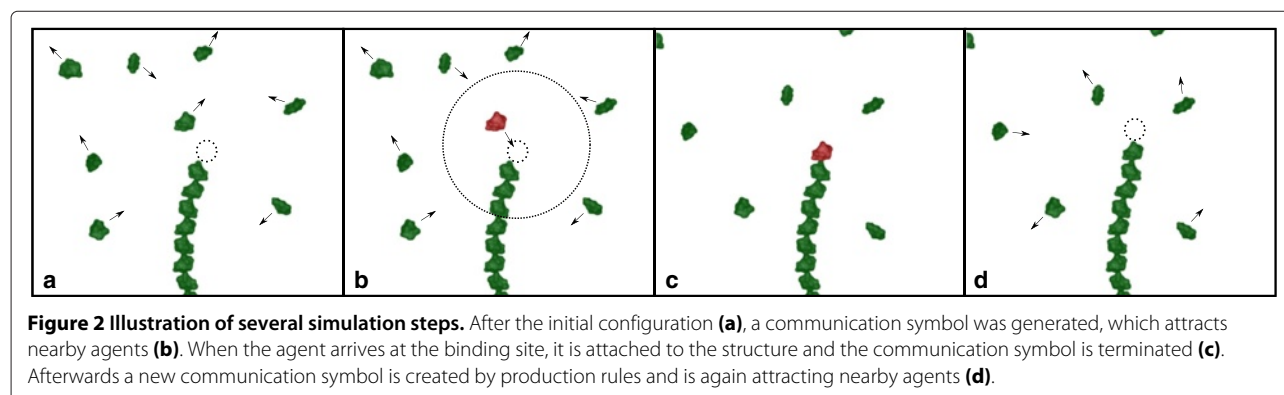 a
b
c
d
Figure 2 Illustration of several simulation steps. After the initial configuration (a), a communication symbol was generated, which attracts
nearby agents (b). When the agent arrives at the binding site, it is attached to the structure and the communication symbol is terminated (c).
Afterwards a new communication symbol is created by production rules and is again attracting nearby agents (d).